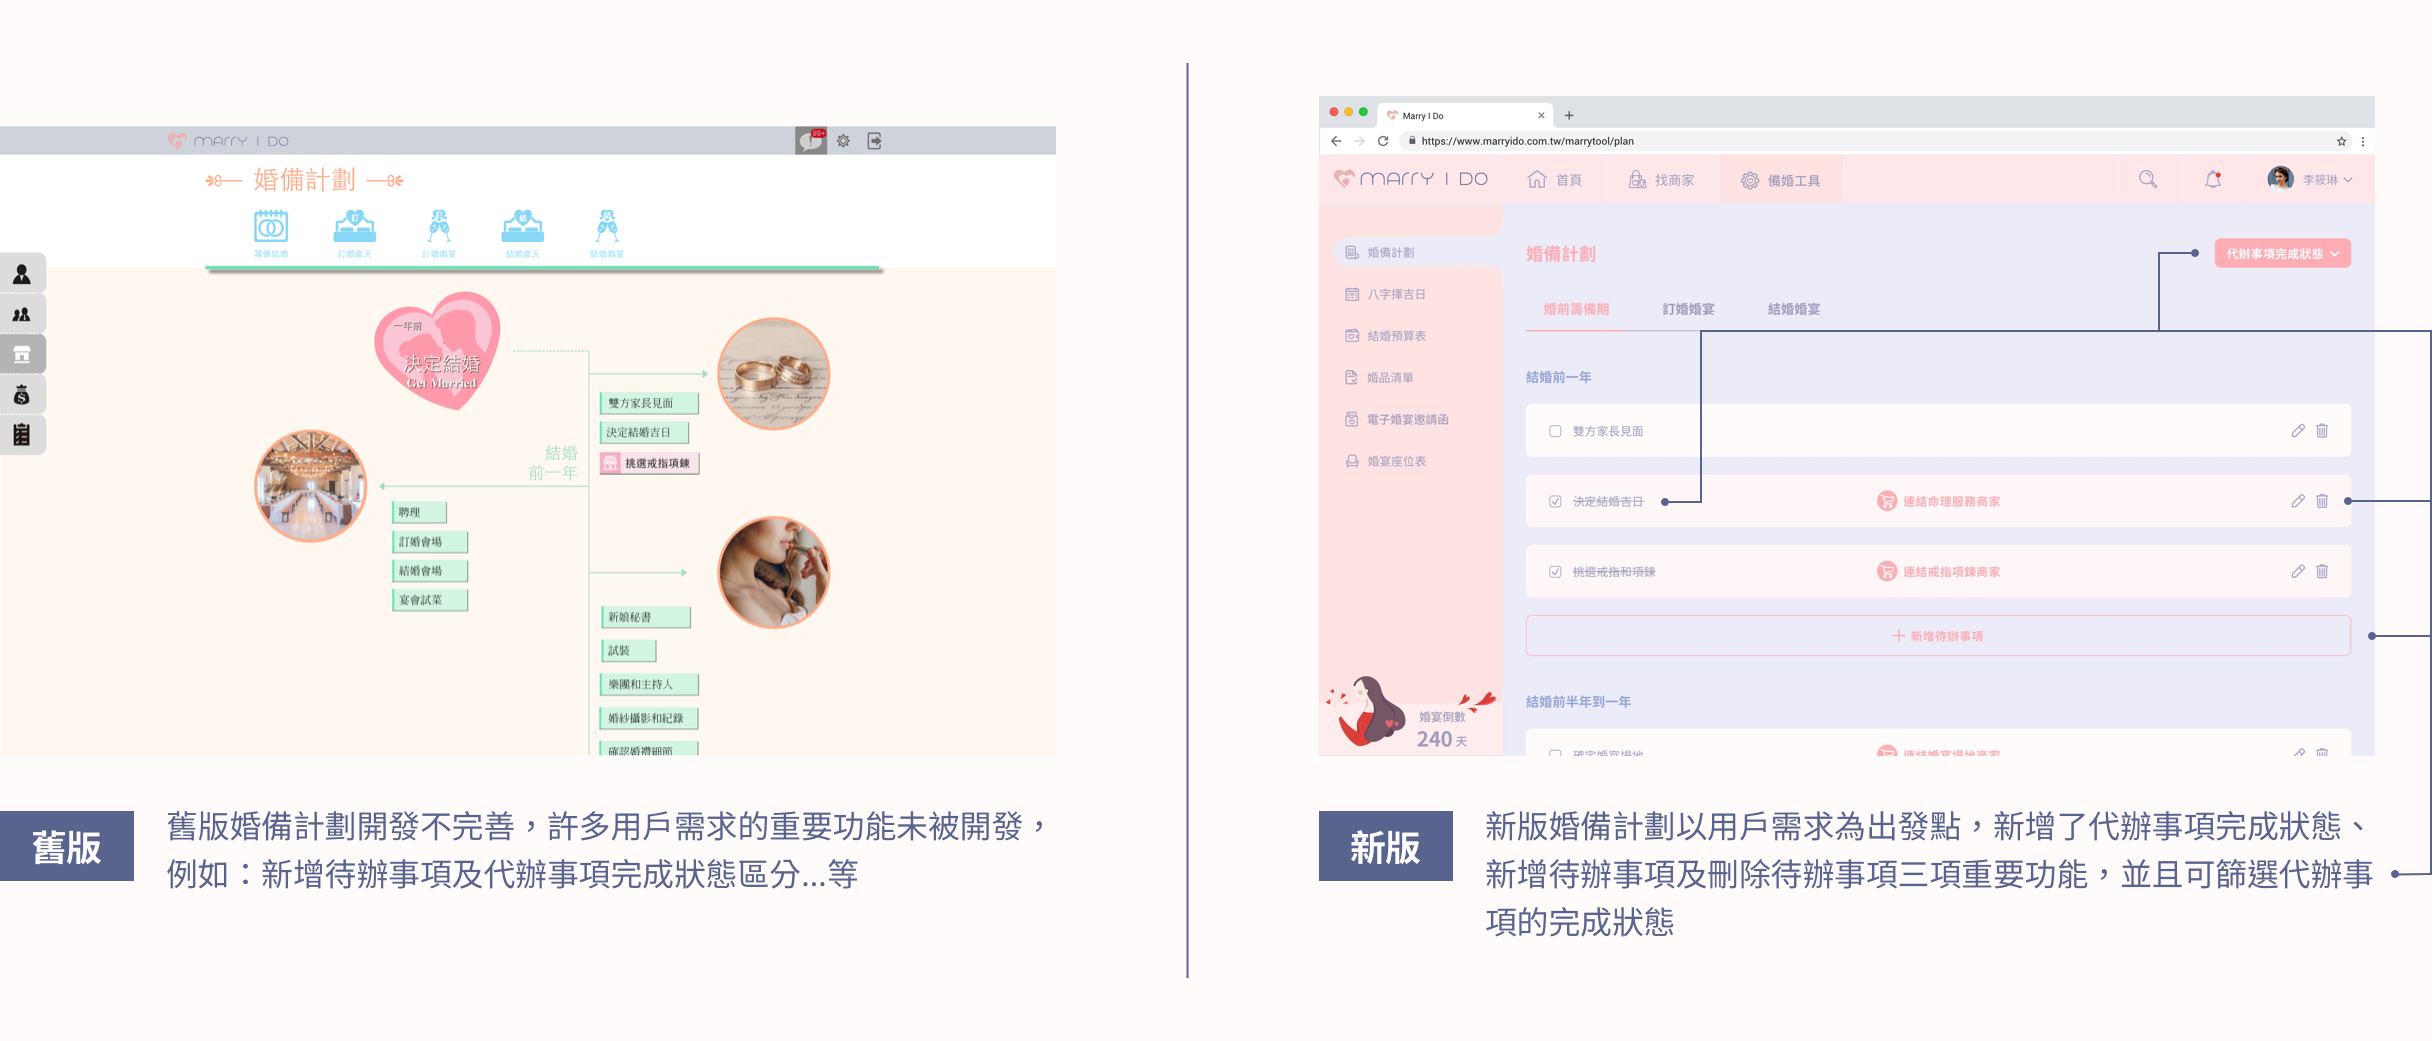 99+
MARRY I DO
婚備計劃
籌備結婚
訂婚當天
訂婚婚宴
結婚當天
結婚婚宴
一年前
決定結婚
Get Married
結婚
前一年
雙方家長見面
決定結婚吉日
挑選戒指項鍊
聘理
訂婚會場
結婚會場
宴會試菜
新娘秘書
試裝
樂團和主持人
婚紗攝影和紀錄
確認婚禮細節
舊版
舊版婚備計劃開發不完善，許多用戶需求的重要功能未被開發，
例如：新增待辦事項及代辦事項完成狀態區分...等
Marry I Do
https://www.marryido.com.tw/marrytool/plan
MARRY I DO
首頁
找商家
備婚工具
李筱琳
婚備計劃
八字擇吉日
結婚預算表
婚品清單
電子婚宴邀請函
婚宴座位表
婚宴倒數
240 天
婚備計劃
代辦事項完成狀態
婚前籌備期
訂婚婚宴
結婚婚宴
結婚前一年
雙方家長見面
決定結婚吉日
連結命理服務商家
挑選戒指和項鍊
連結戒指項鍊商家
新增待辦事項
結婚前半年到一年
確定婚宴場地
連結婚宴場地商家
新版
新版婚備計劃以用戶需求為出發點，新增了代辦事項完成狀態、
新增待辦事項及刪除待辦事項三項重要功能，並且可篩選代辦事
項的完成狀態